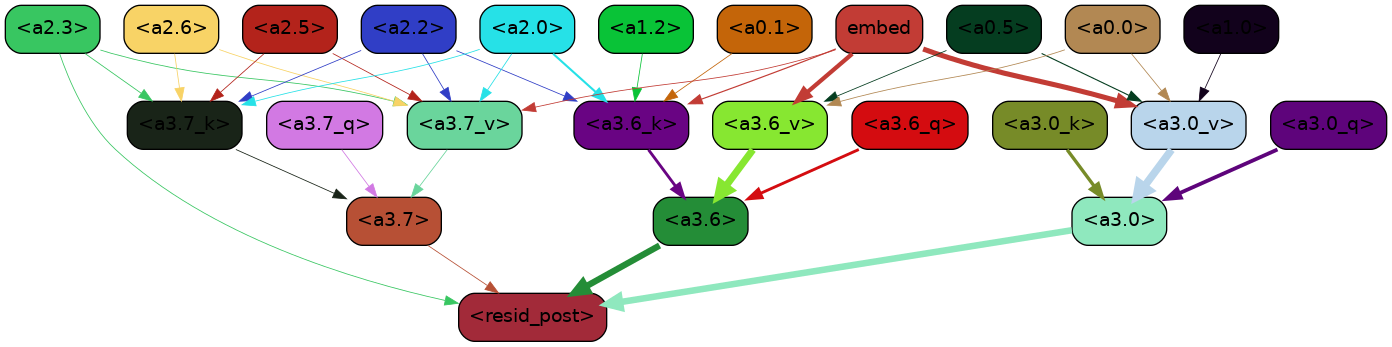 <a2.3> <a2.6> <a2.5> <a2.2> <a2.0> <a1.2> <a0.1> embed <a0.5> <a0.0> <a1.0>
<a3.7_k> <a3.7_q> <a3.7_v> <a3.6_k> <a3.6_v> <a3.6_q> <a3.0_k> <a3.0_v> <a3.0_q>
<a3.7> <a3.6> <a3.0>
<resid_post>